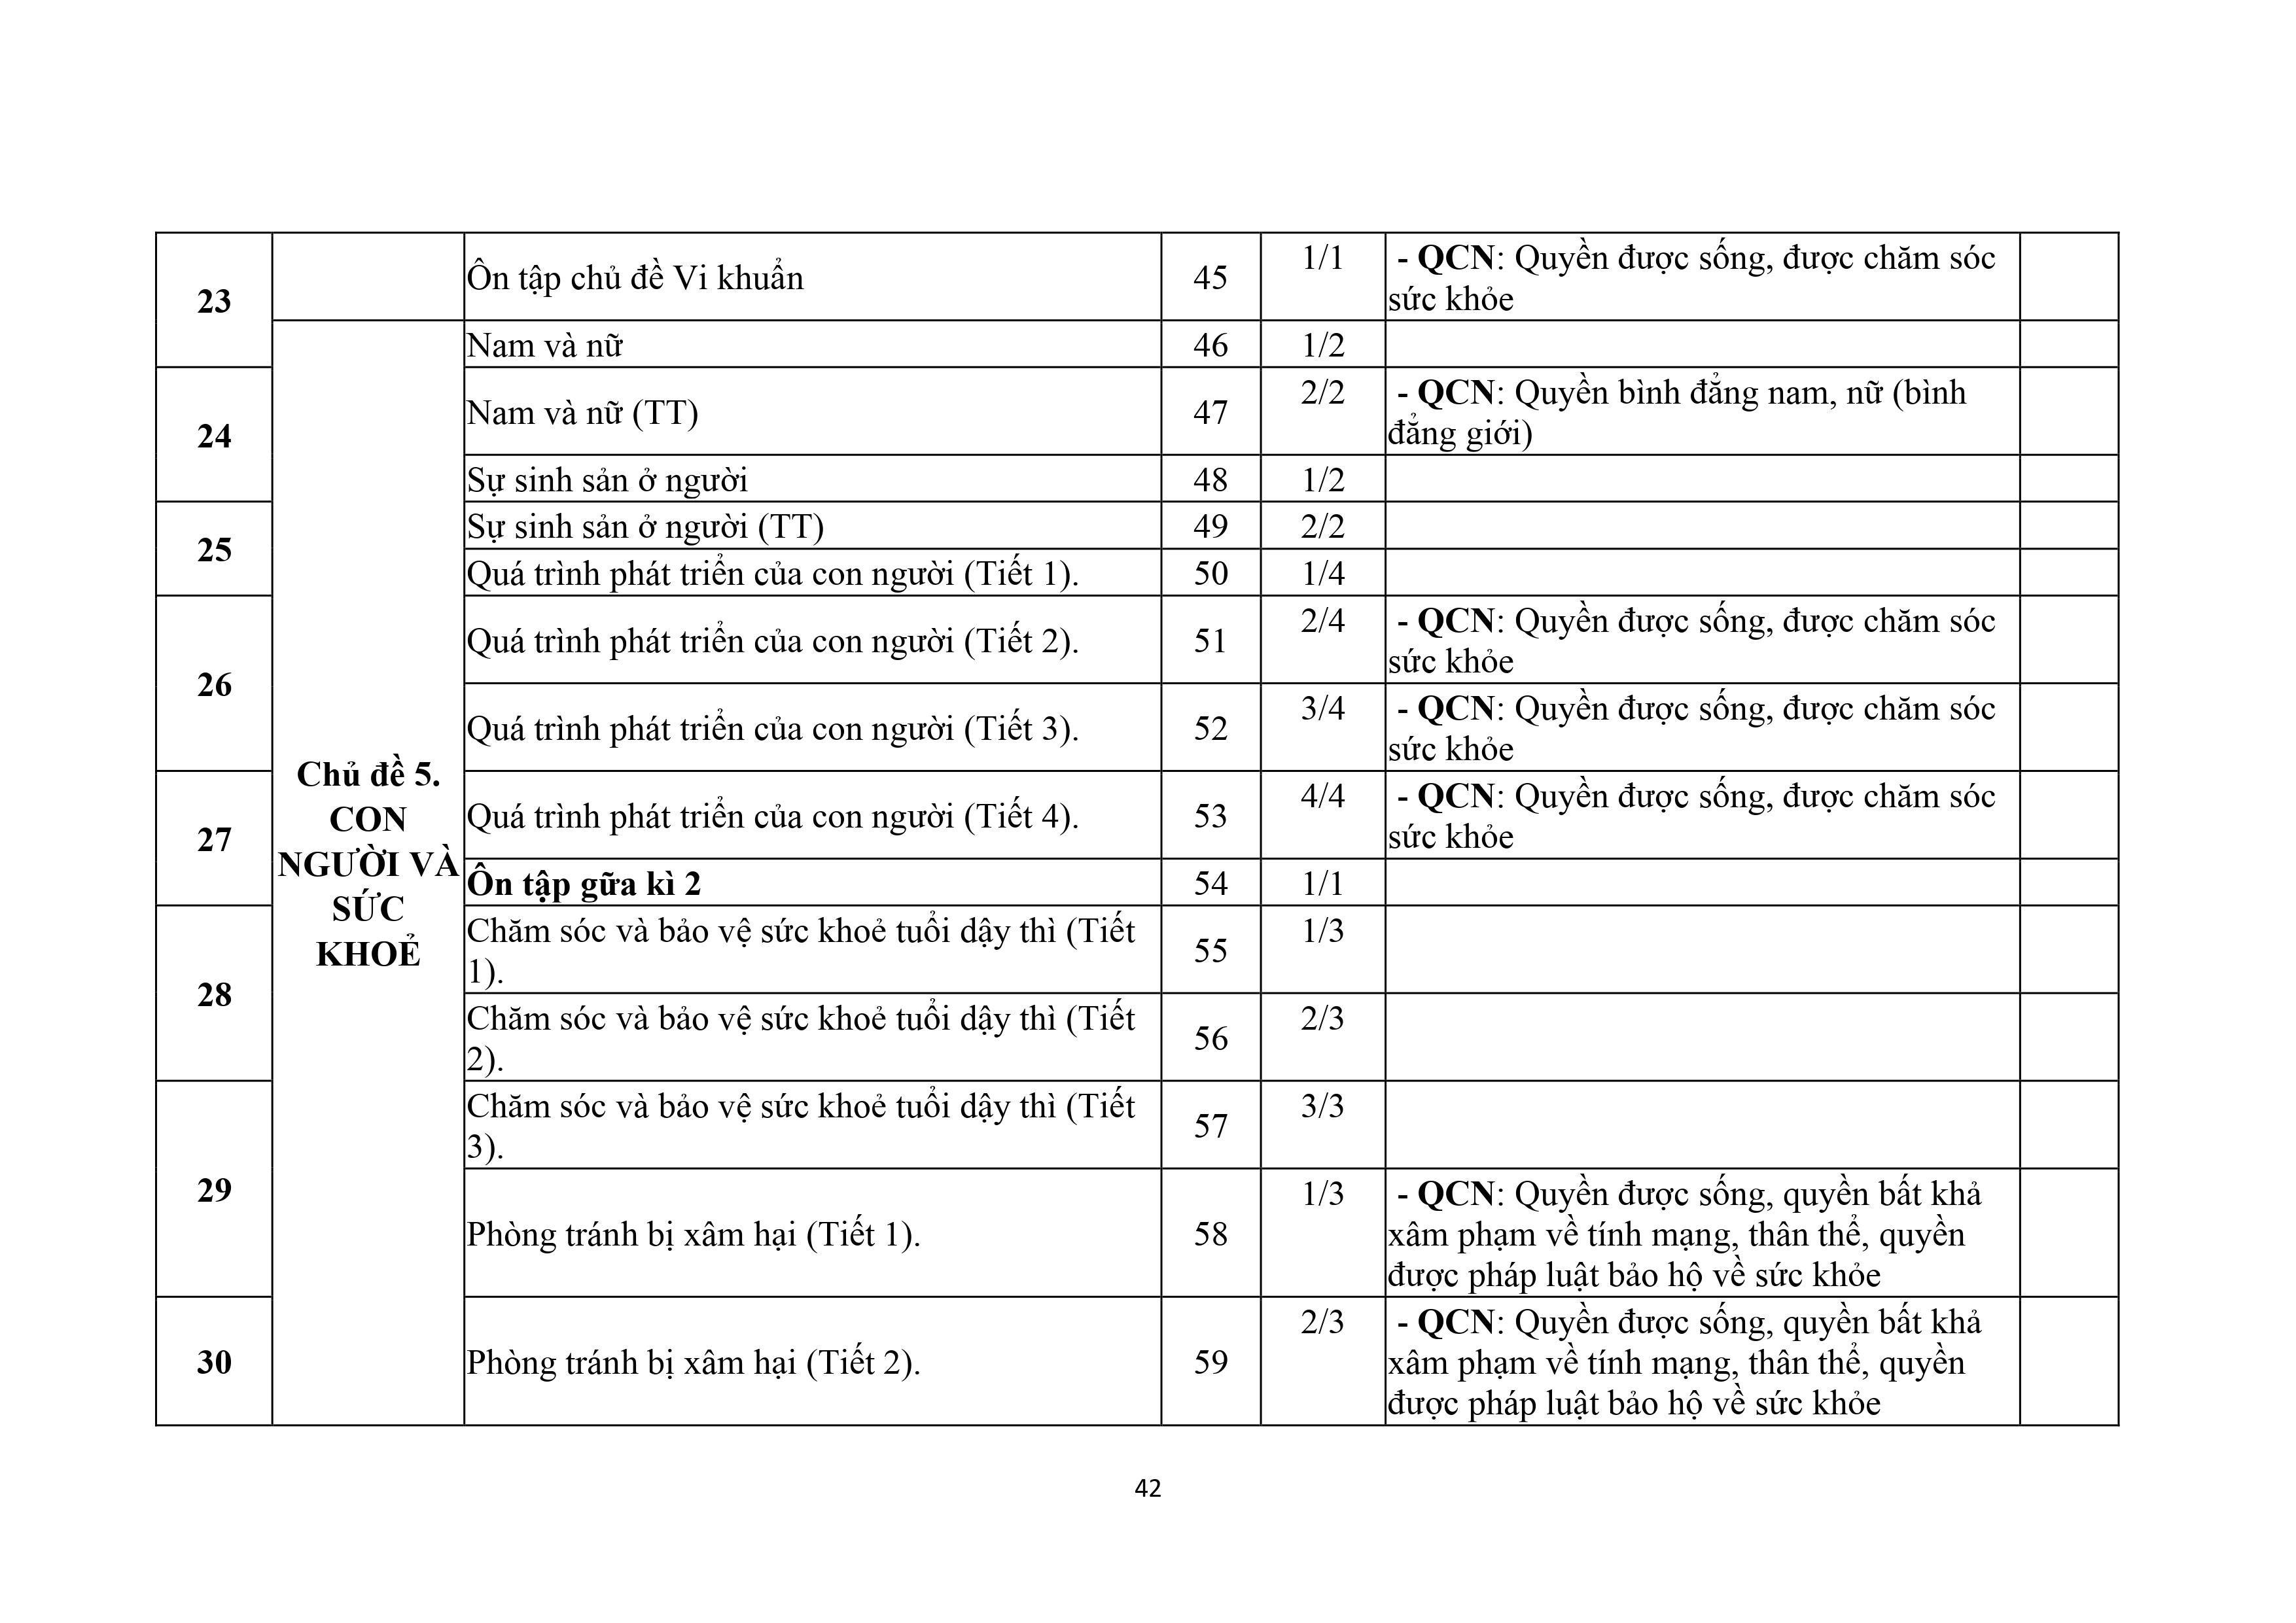 23
Ôn tập chủ đề Vi khuẩn
45
1/1
- QCN: Quyền được sống, được chăm sóc
sức khỏe
Chủ đề 5.
CON
NGƯỜI VÀ
SỨC
KHOẺ
Nam và nữ
46
1/2
24
Nam và nữ (TT)
47
2/2
- QCN: Quyền bình đẳng nam, nữ (bình
đẳng giới)
Sự sinh sản ở người
48
1/2
25
Sự sinh sản ở người (TT)
49
2/2
Quá trình phát triển của con người (Tiết 1).
50
1/4
26
Quá trình phát triển của con người (Tiết 2).
51
2/4
- QCN: Quyền được sống, được chăm sóc
sức khỏe
Quá trình phát triển của con người (Tiết 3).
52
3/4
- QCN: Quyền được sống, được chăm sóc
sức khỏe
27
Quá trình phát triển của con người (Tiết 4).
53
4/4
- QCN: Quyền được sống, được chăm sóc
sức khỏe
Ôn tập gữa kì 2
54
1/1
28
Chăm sóc và bảo vệ sức khoẻ tuổi dậy thì (Tiết
1).
55
1/3
Chăm sóc và bảo vệ sức khoẻ tuổi dậy thì (Tiết
2).
56
2/3
29
Chăm sóc và bảo vệ sức khoẻ tuổi dậy thì (Tiết
3).
57
3/3
Phòng tránh bị xâm hại (Tiết 1).
58
1/3
- QCN: Quyền được sống, quyền bất khả
xâm phạm về tính mạng, thân thể, quyền
được pháp luật bảo hộ về sức khỏe
30
Phòng tránh bị xâm hại (Tiết 2).
59
2/3
- QCN: Quyền được sống, quyền bất khả
xâm phạm về tính mạng, thân thể, quyền
được pháp luật bảo hộ về sức khỏe
42